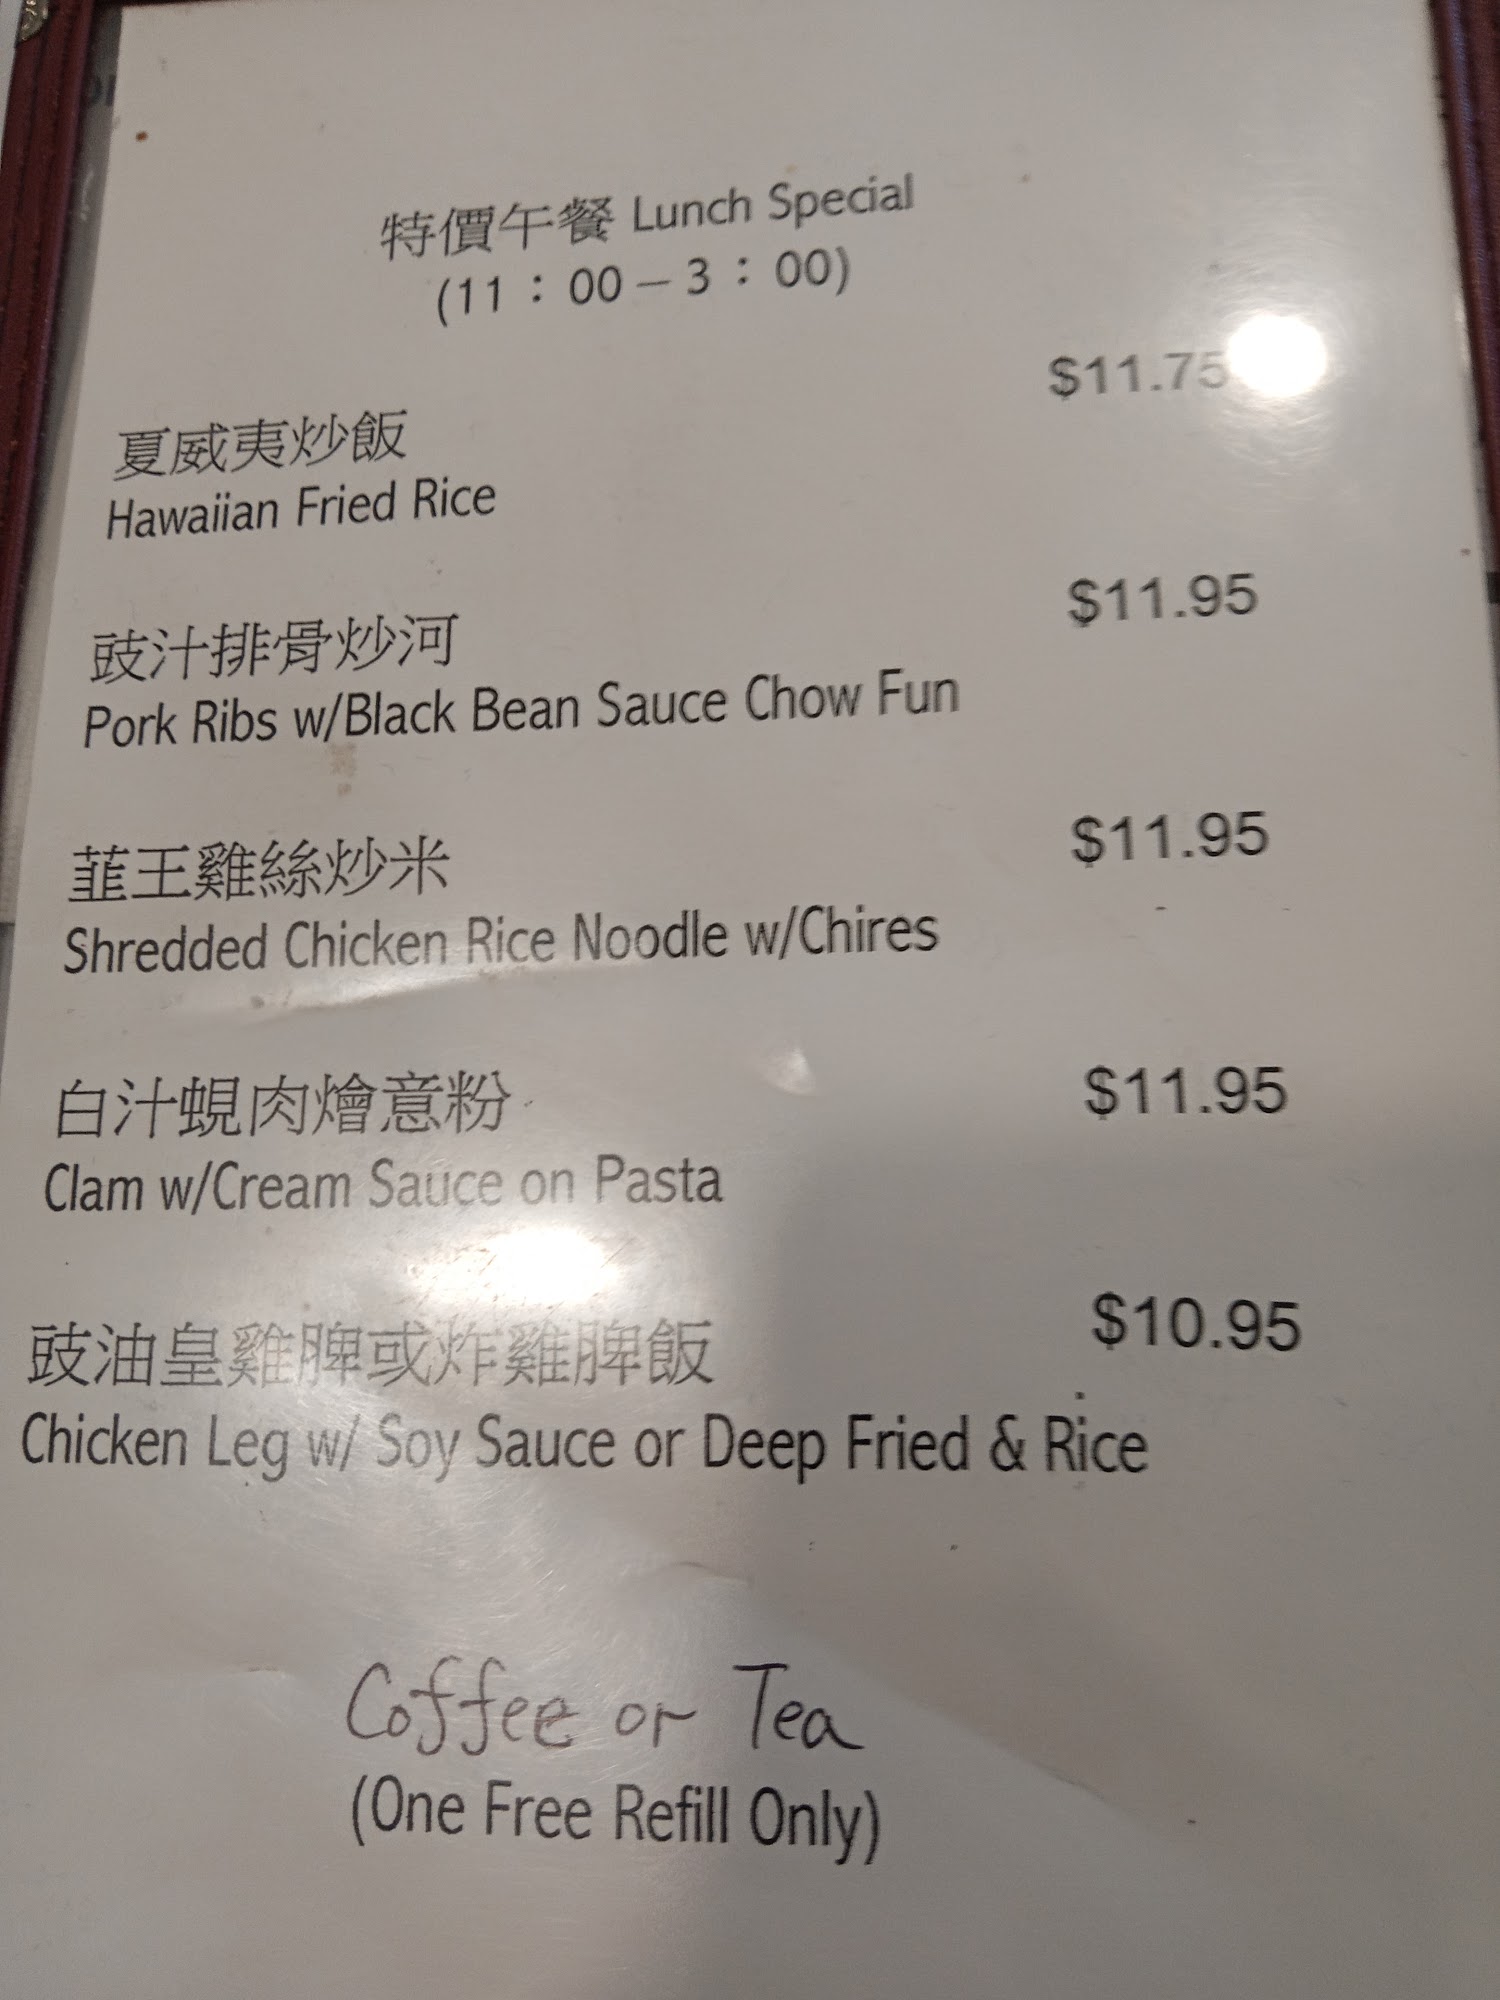 特價午餐 Lunch Special
(11：00－3：00)
$11.75
夏威夷炒飯
Hawaiian Fried Rice
$11.95
豉汁排骨炒河
Pork Ribs w/Black Bean Sauce Chow Fun
$11.95
韮王雞絲炒米
Shredded Chicken Rice Noodle w/Chires
$11.95
白汁蜆肉燴意粉
Clam w/Cream Sauce on Pasta
$10.95
豉油皇雞脾或炸雞脾飯
Chicken Leg w/ Soy Sauce or Deep Fried & Rice
Coffee or Tea
(One Free Refill Only)